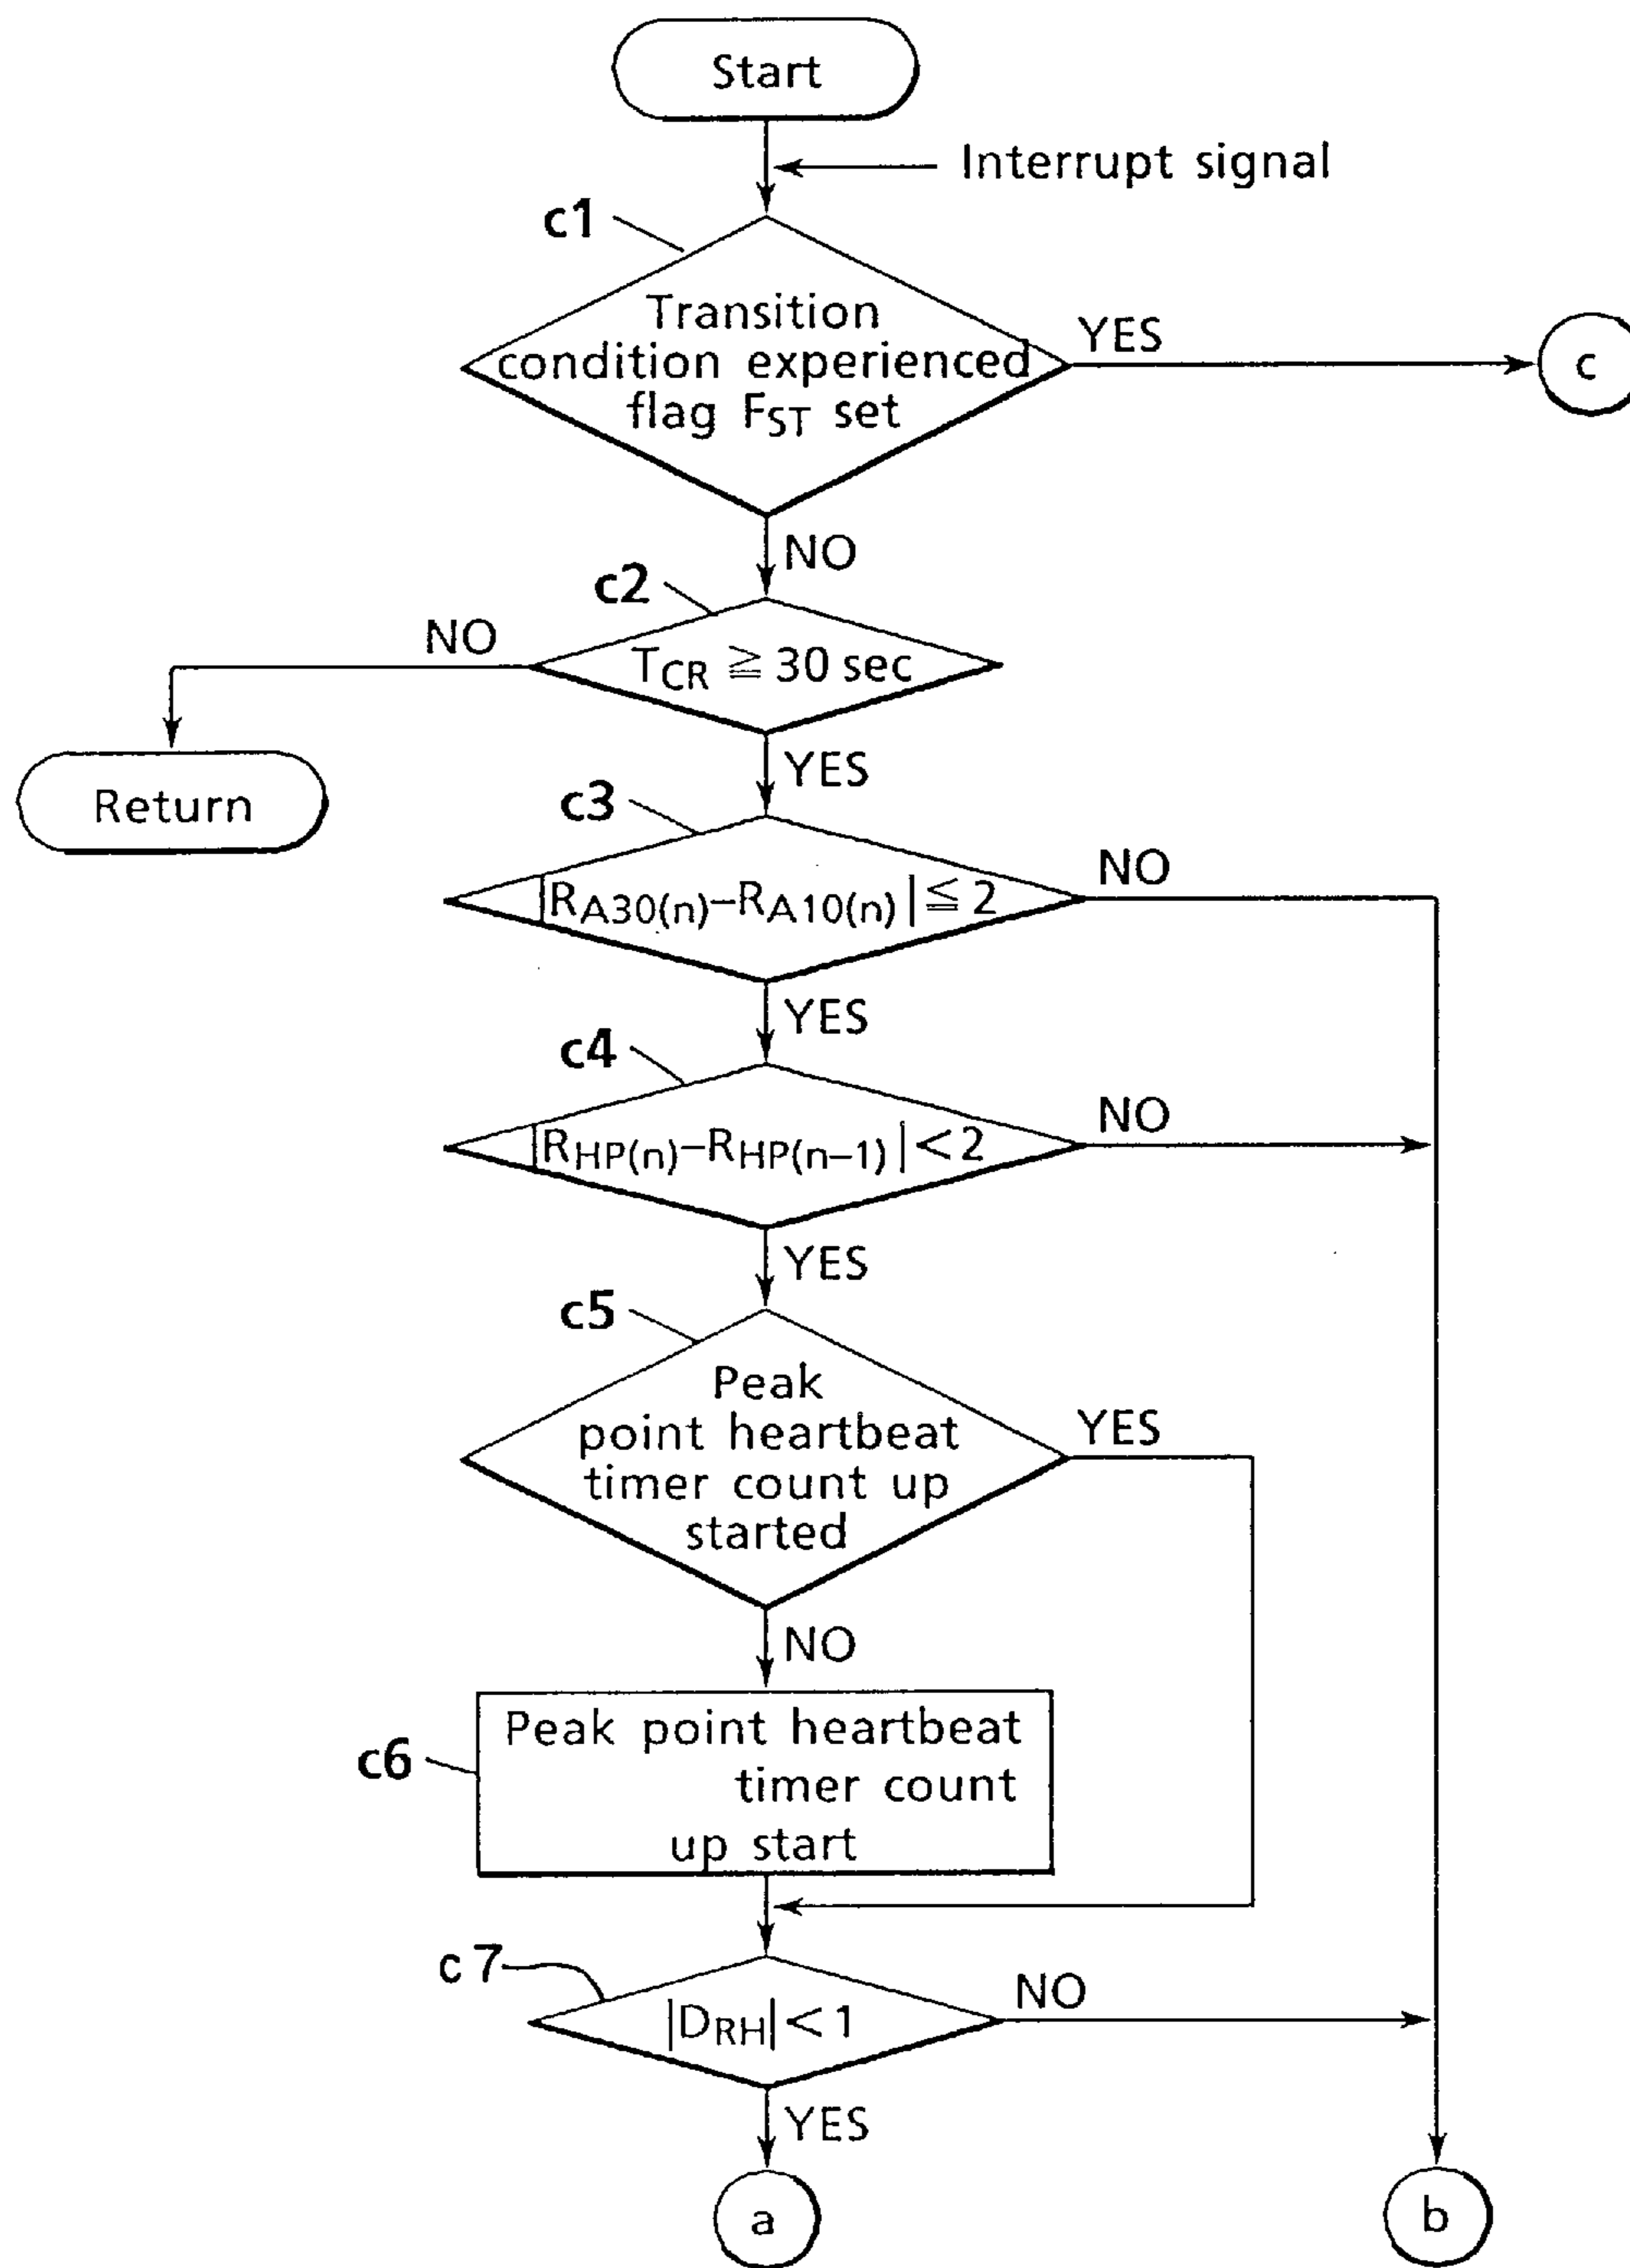 Start
Interrupt signal
c1
Transition
condition experienced
flag FST set
YES
c
NO
c2
NO
TCR ≧ 30 sec
YES
Return
c3
NO
|RA30(n)−RA10(n)| ≦ 2
YES
c4
NO
|RHP(n)−RHP(n−1)| < 2
YES
c5
Peak
point heartbeat
timer count up
started
YES
NO
c6
Peak point heartbeat
timer count
up start
c7
NO
|DRH| < 1
YES
a
b